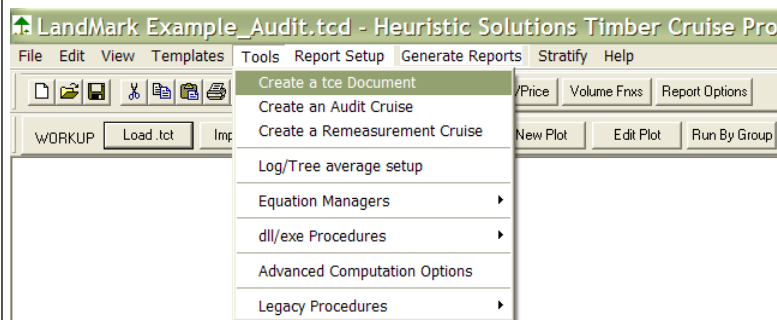 LandMark Example_Audit.tcd - Heuristic Solutions Timber Cruise Pro
File Edit View Templates Tools Report Setup Generate Reports Stratify Help
/Price Volume Fnxs Report Options
WORKUP Load .tct Imp New Plot Edit Plot Run By Group
Create a tce Document
Create an Audit Cruise
Create a Remeasurement Cruise
Log/Tree average setup
Equation Managers
dll/exe Procedures
Advanced Computation Options
Legacy Procedures